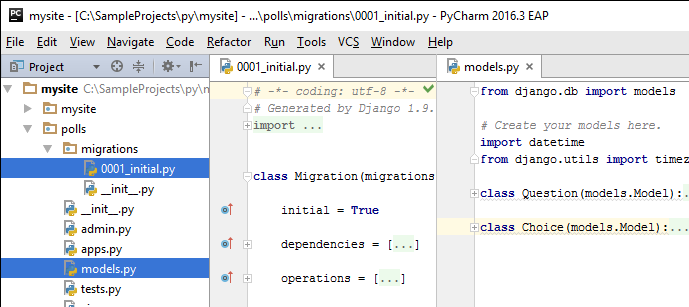 mysite - [C:\SampleProjects\py\mysite] - ...\polls\migrations\0001_initial.py - PyCharm 2016.3 EAP
File Edit View Navigate Code Refactor Run Tools VCS Window Help
Project
0001_initial.py
models.py
mysite C:\SampleProjects\py\m
mysite
polls
migrations
0001_initial.py
__init__.py
__init__.py
admin.py
apps.py
models.py
tests.py
# -*- coding: utf-8 -*-
# Generated by Django 1.9.
import ...
class Migration(migrations
initial = True
dependencies = [...]
operations = [...]
from django.db import models
# Create your models here.
import datetime
from django.utils import timez
class Question(models.Model):...
class Choice(models.Model):...